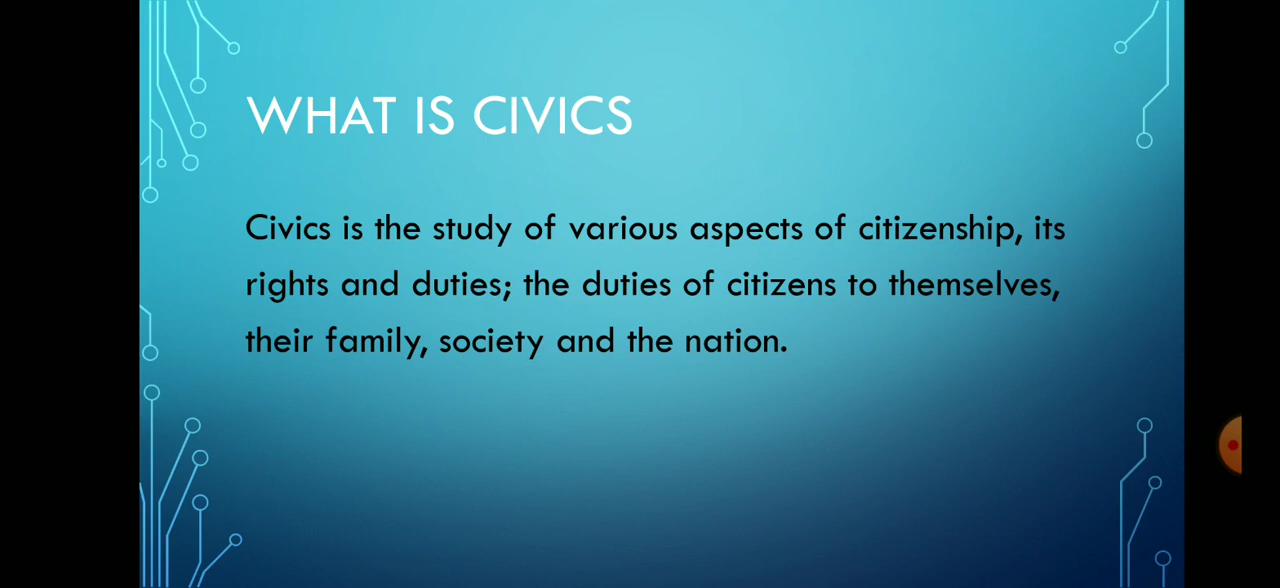 WHAT IS CIVICS
Civics is the study of various aspects of citizenship, its
rights and duties; the duties of citizens to themselves,
their family, society and the nation.